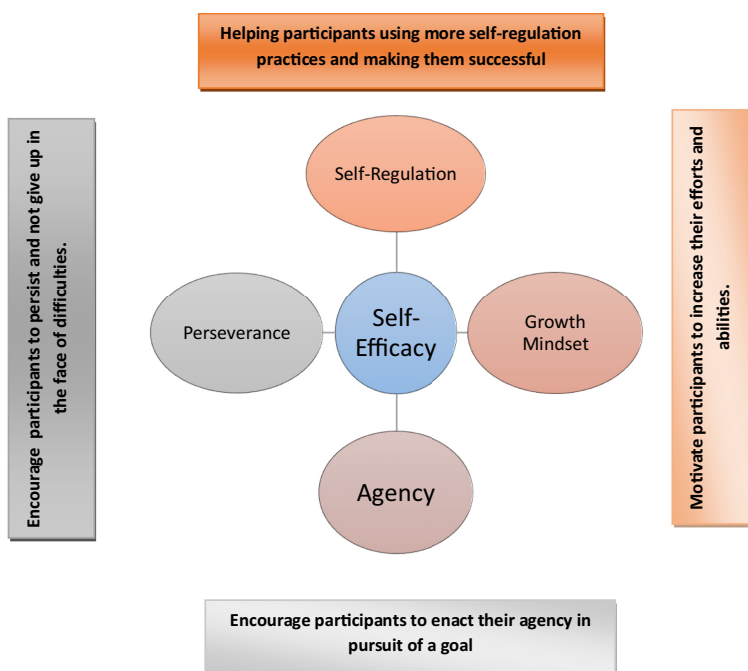 Helping participants using more self-regulation
practices and making them successful
Self-Regulation
Encourage participants to persist and not give up in
the face of difficulties.
Perseverance
Self-
Efficacy
Growth
Mindset
Motivate participants to increase their efforts and
abilities.
Agency
Encourage participants to enact their agency in
pursuit of a goal